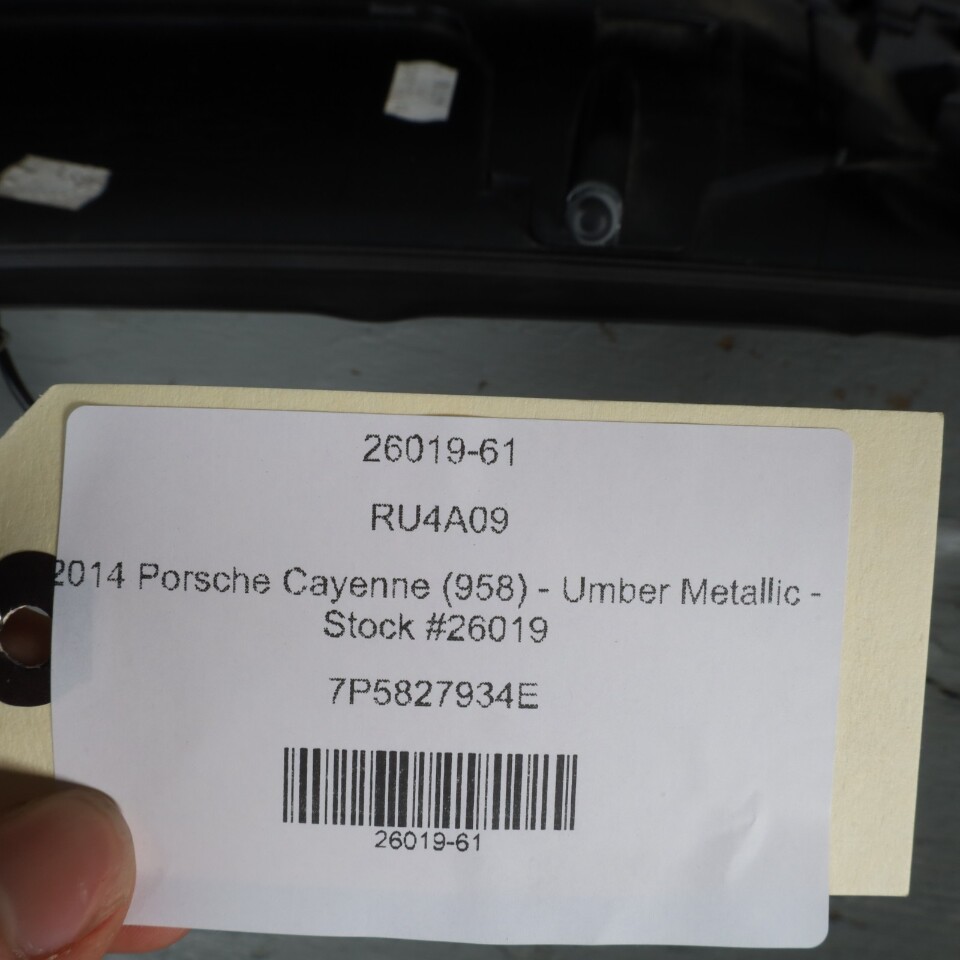 26019-61
RU4A09
2014 Porsche Cayenne (958) - Umber Metallic -
Stock #26019
7P5827934E
26019-61